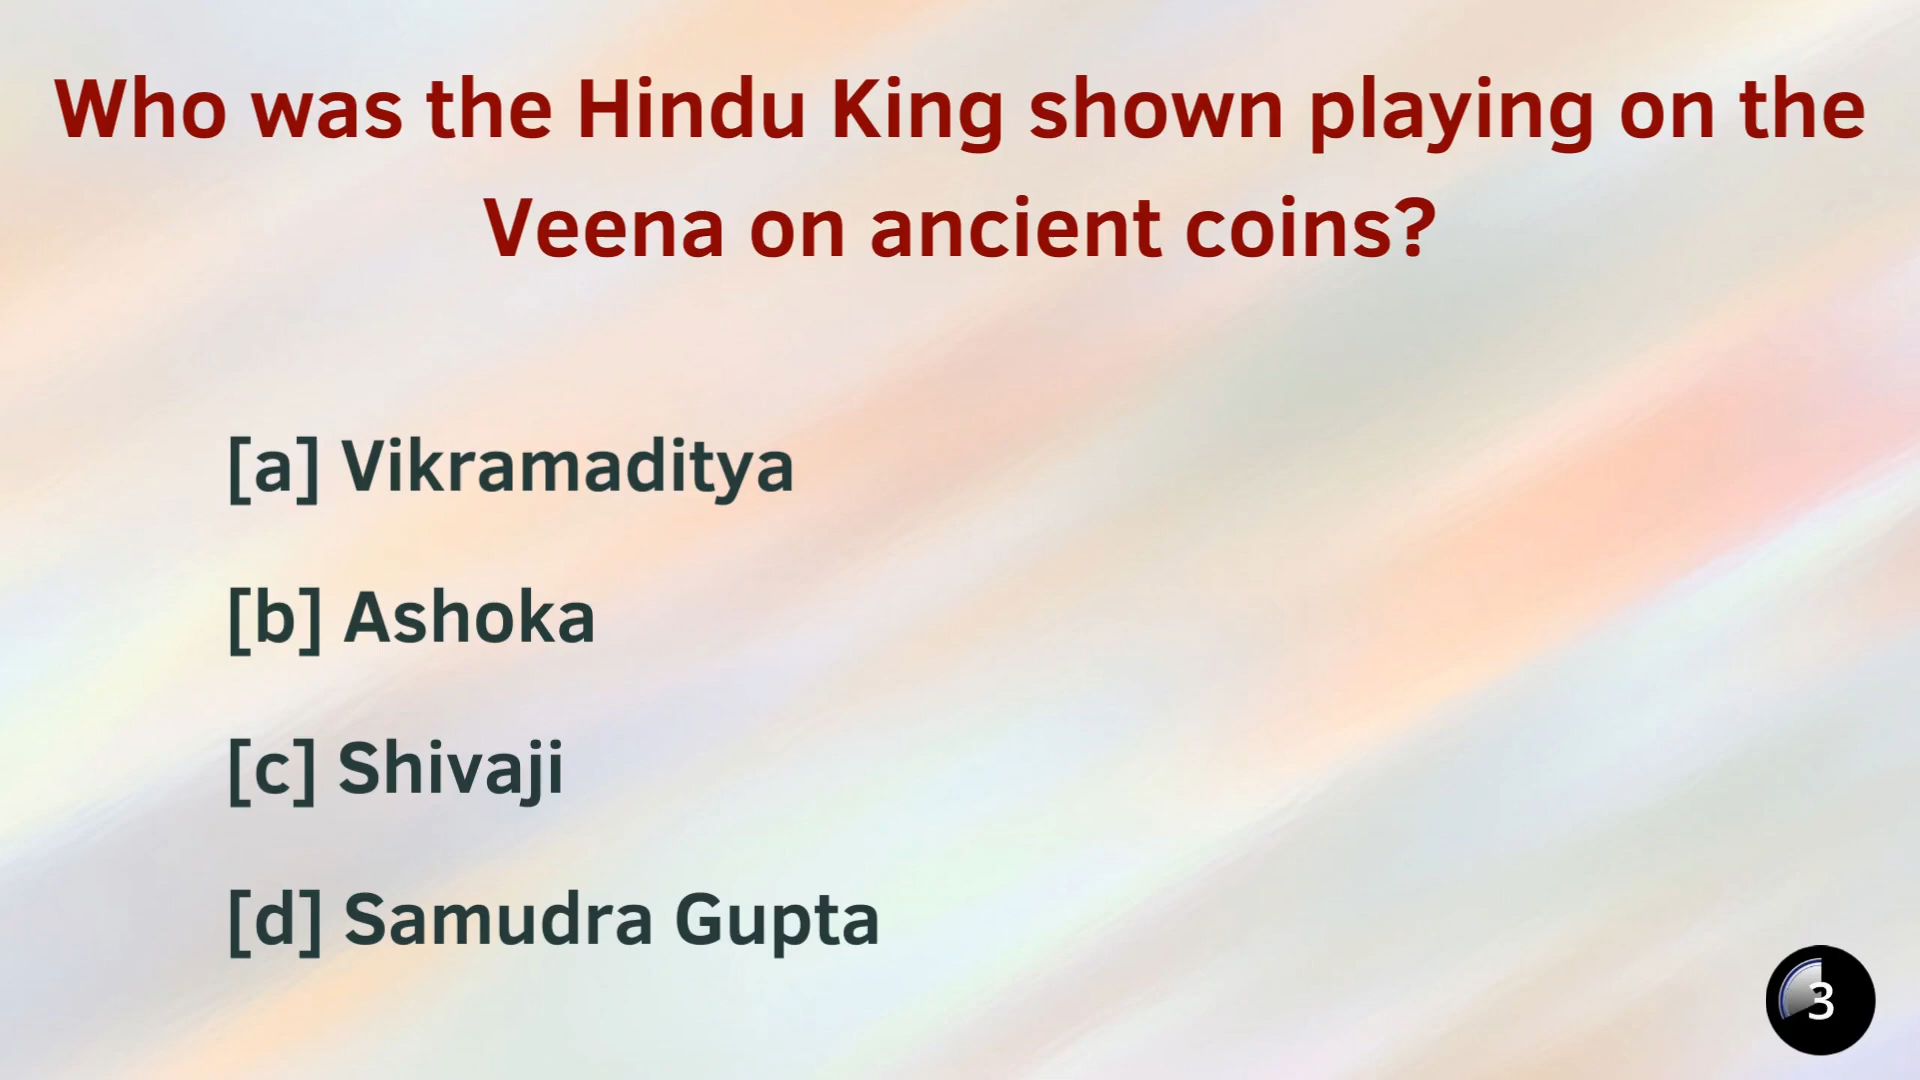 Who was the Hindu King shown playing on the
Veena on ancient coins?
[a] Vikramaditya
[b] Ashoka
[c] Shivaji
[d] Samudra Gupta
3